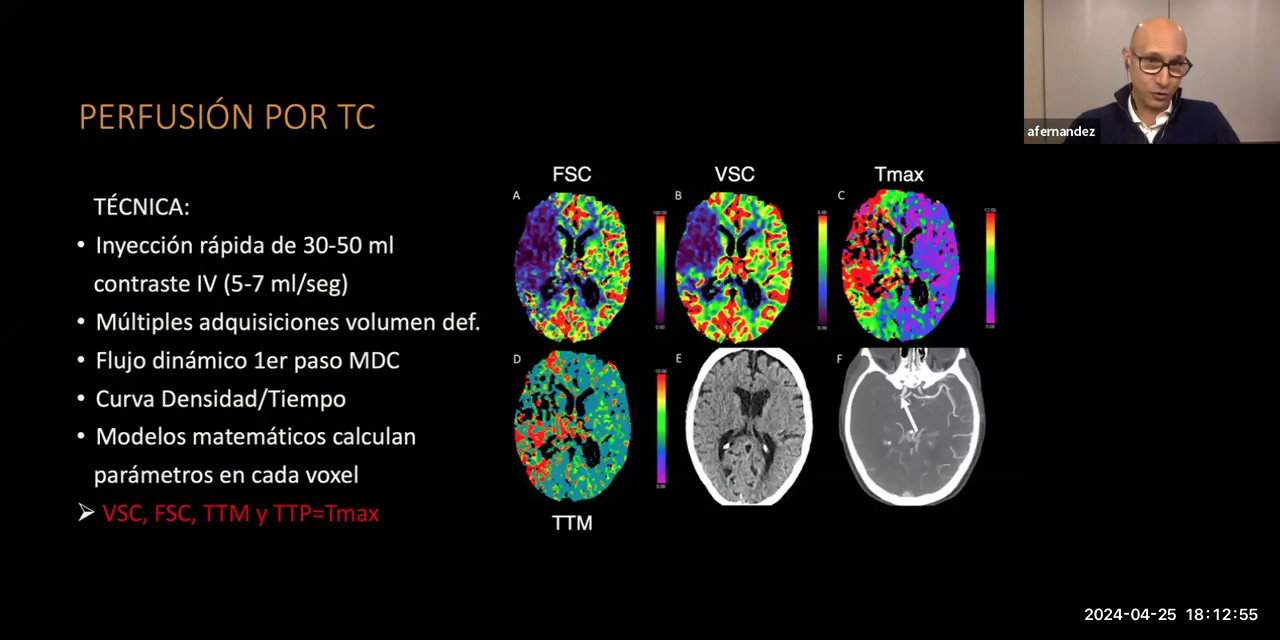 afernandez
PERFUSIÓN POR TC
TÉCNICA:
• Inyección rápida de 30-50 ml
contraste IV (5-7 ml/seg)
• Múltiples adquisiciones volumen def.
• Flujo dinámico 1er paso MDC
• Curva Densidad/Tiempo
• Modelos matemáticos calculan
parámetros en cada voxel
➢ VSC, FSC, TTM y TTP=Tmax
FSC
VSC
Tmax
A
B
C
D
E
F
TTM
2024-04-25 18:12:55